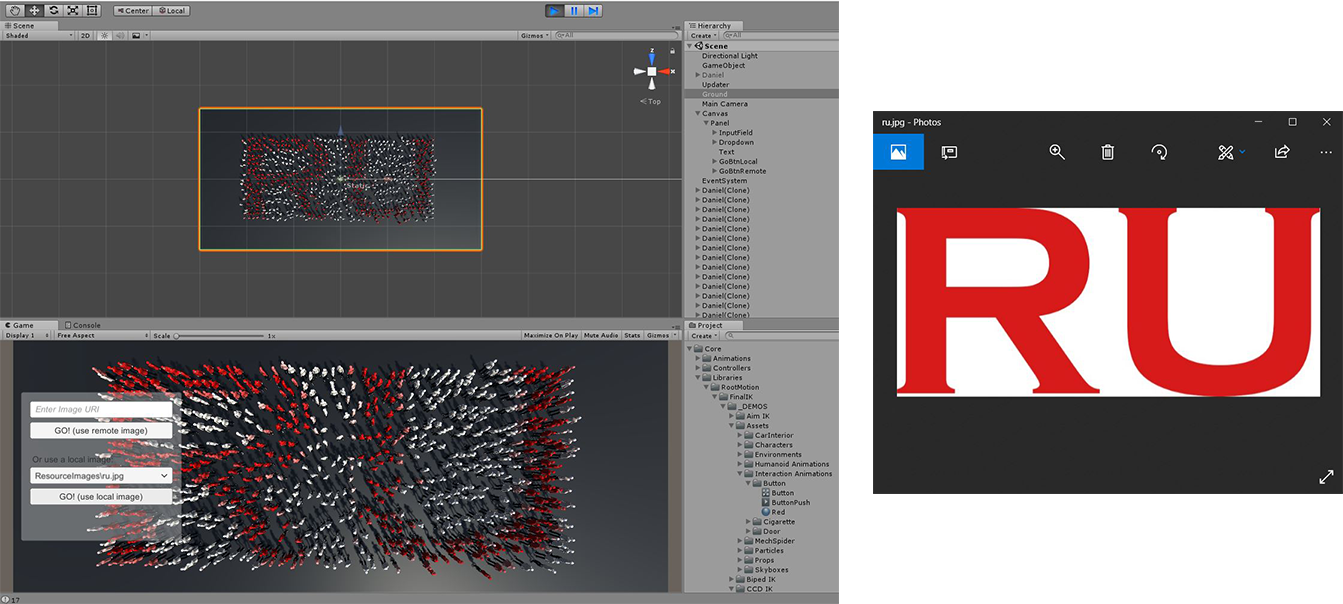 Center Local
Scene
Shaded 2D Gizmos All
Z
X
Top
Static
Hierarchy
Create All
Scene
Directional Light
GameObject
Daniel
Updater
Ground
Main Camera
Canvas
Panel
InputField
Dropdown
Text
GoBtnLocal
GoBtnRemote
EventSystem
Daniel(Clone)
Daniel(Clone)
Daniel(Clone)
Daniel(Clone)
Daniel(Clone)
Daniel(Clone)
Daniel(Clone)
Daniel(Clone)
Daniel(Clone)
Daniel(Clone)
Daniel(Clone)
Daniel(Clone)
Daniel(Clone)
Daniel(Clone)
Game Console
Display 1 Free Aspect Scale 1x Maximize On Play Mute Audio Stats Gizmos
Enter Image URI
GO! (use remote image)
Or use a local image
ResourceImages\ru.jpg
GO! (use local image)
17
Project
Create
Core
Animations
Controllers
Libraries
RootMotion
FinalIK
_DEMOS
Aim IK
Assets
CarInterior
Characters
Environments
Humanoid Animations
Interaction Animations
Button
Button
ButtonPush
Red
Cigarette
Door
MechSpider
Particles
Props
Skyboxes
Biped IK
CCD IK
ru.jpg - Photos
RU